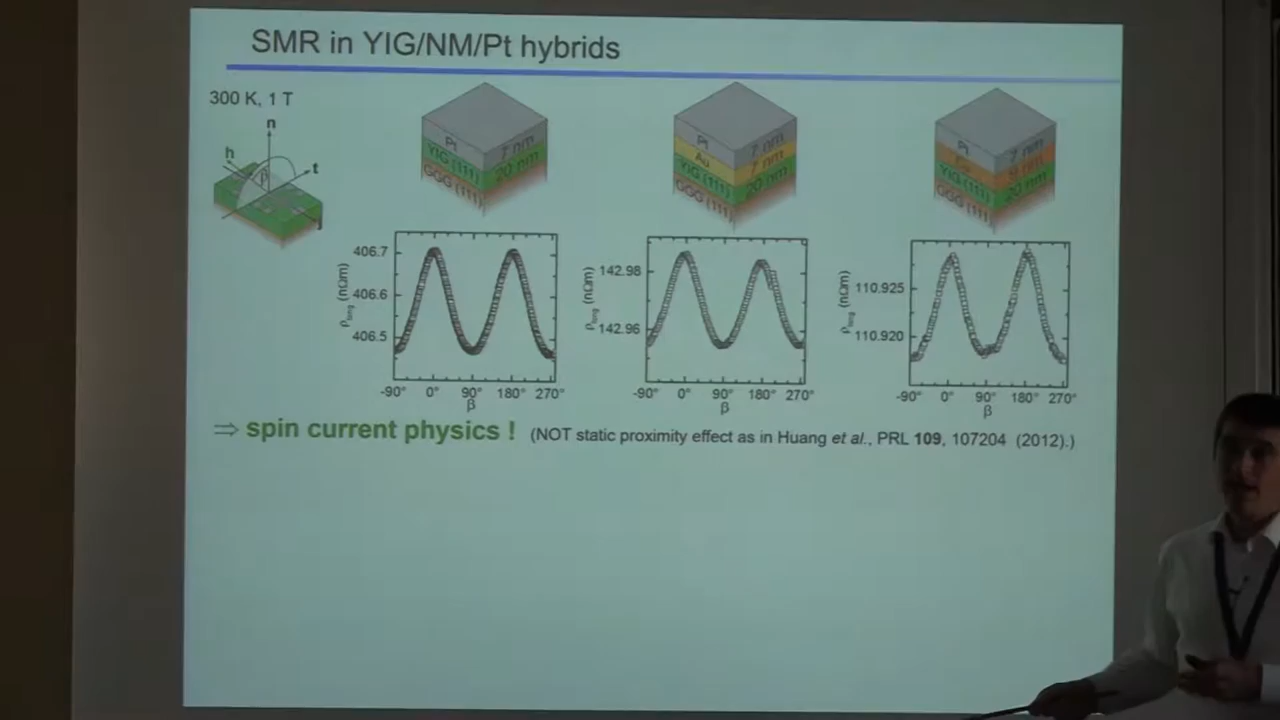 SMR in YIG/NM/Pt hybrids
300 K, 1 T
n
h
β
t
j
Pt
7 nm
YIG (111)
20 nm
GGG (111)
Pt
7 nm
Au
7 nm
YIG (111)
20 nm
GGG (111)
Pt
7 nm
9 nm
YIG (111)
20 nm
GGG (111)
406.7
406.6
406.5
ρlong (nΩm)
-90° 0° 90° 180° 270°
β
142.98
142.96
ρlong (nΩm)
-90° 0° 90° 180° 270°
β
110.925
110.920
ρlong (nΩm)
-90° 0° 90° 180° 270°
β
⇒ spin current physics ! (NOT static proximity effect as in Huang et al., PRL 109, 107204 (2012).)